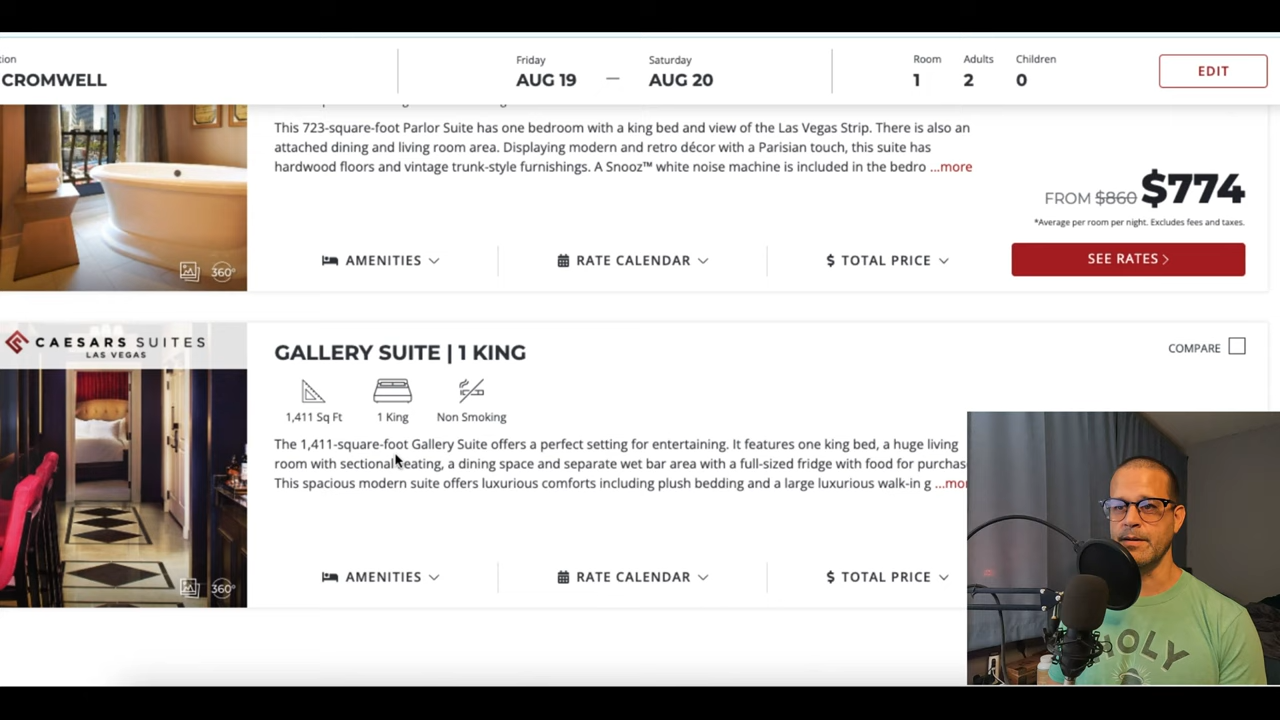 tion
CROMWELL
Friday
AUG 19
—
Saturday
AUG 20
Room
1
Adults
2
Children
0
EDIT
This 723-square-foot Parlor Suite has one bedroom with a king bed and view of the Las Vegas Strip. There is also an
attached dining and living room area. Displaying modern and retro décor with a Parisian touch, this suite has
hardwood floors and vintage trunk-style furnishings. A Snooz™ white noise machine is included in the bedro ...more
FROM $860 $774
*Average per room per night. Excludes fees and taxes.
360°
AMENITIES
RATE CALENDAR
$ TOTAL PRICE
SEE RATES >
CAESARS SUITES
LAS VEGAS
GALLERY SUITE | 1 KING
COMPARE
1,411 Sq Ft
1 King
Non Smoking
The 1,411-square-foot Gallery Suite offers a perfect setting for entertaining. It features one king bed, a huge living
room with sectional seating, a dining space and separate wet bar area with a full-sized fridge with food for purchas
This spacious modern suite offers luxurious comforts including plush bedding and a large luxurious walk-in g ...mor
360°
AMENITIES
RATE CALENDAR
$ TOTAL PRICE
HOLY